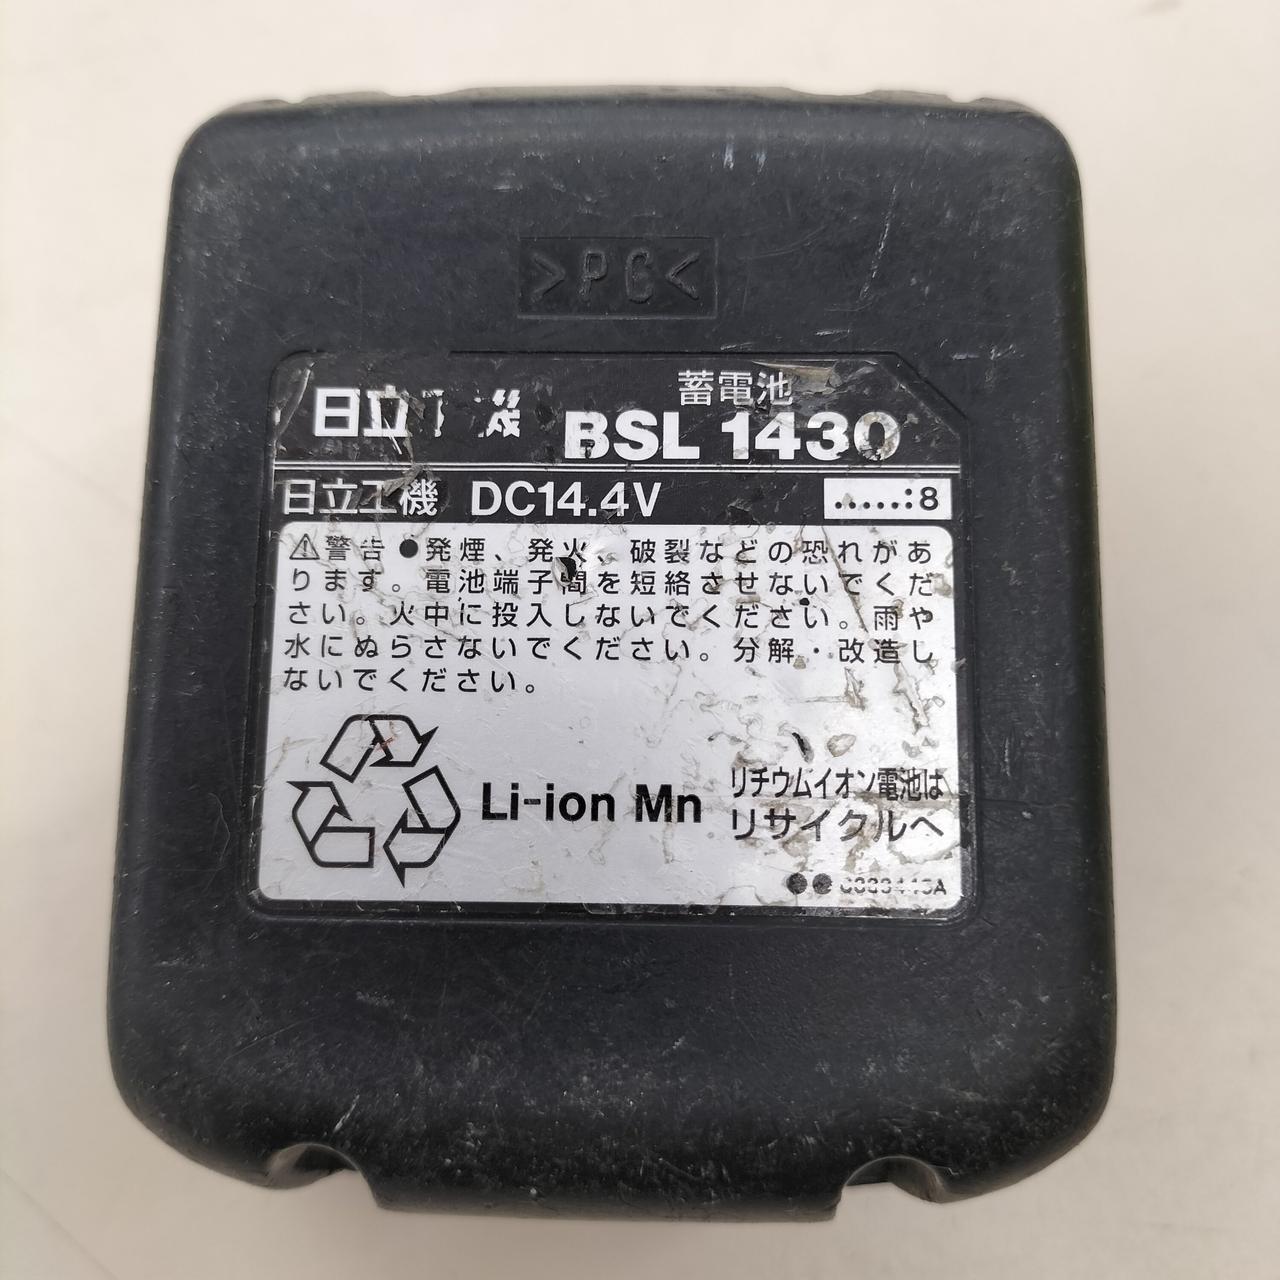 >PC<
蓄電池
日立工機 BSL 1430
日立工機 DC14.4V .....:8
⚠警告 ●発煙、発火、破裂などの恐れがあ
ります。電池端子間を短絡させないでくだ
さい。火中に投入しないでください。雨や
水にぬらさないでください。分解・改造し
ないでください。
Li-ion Mn
リチウムイオン電池は
リサイクルへ